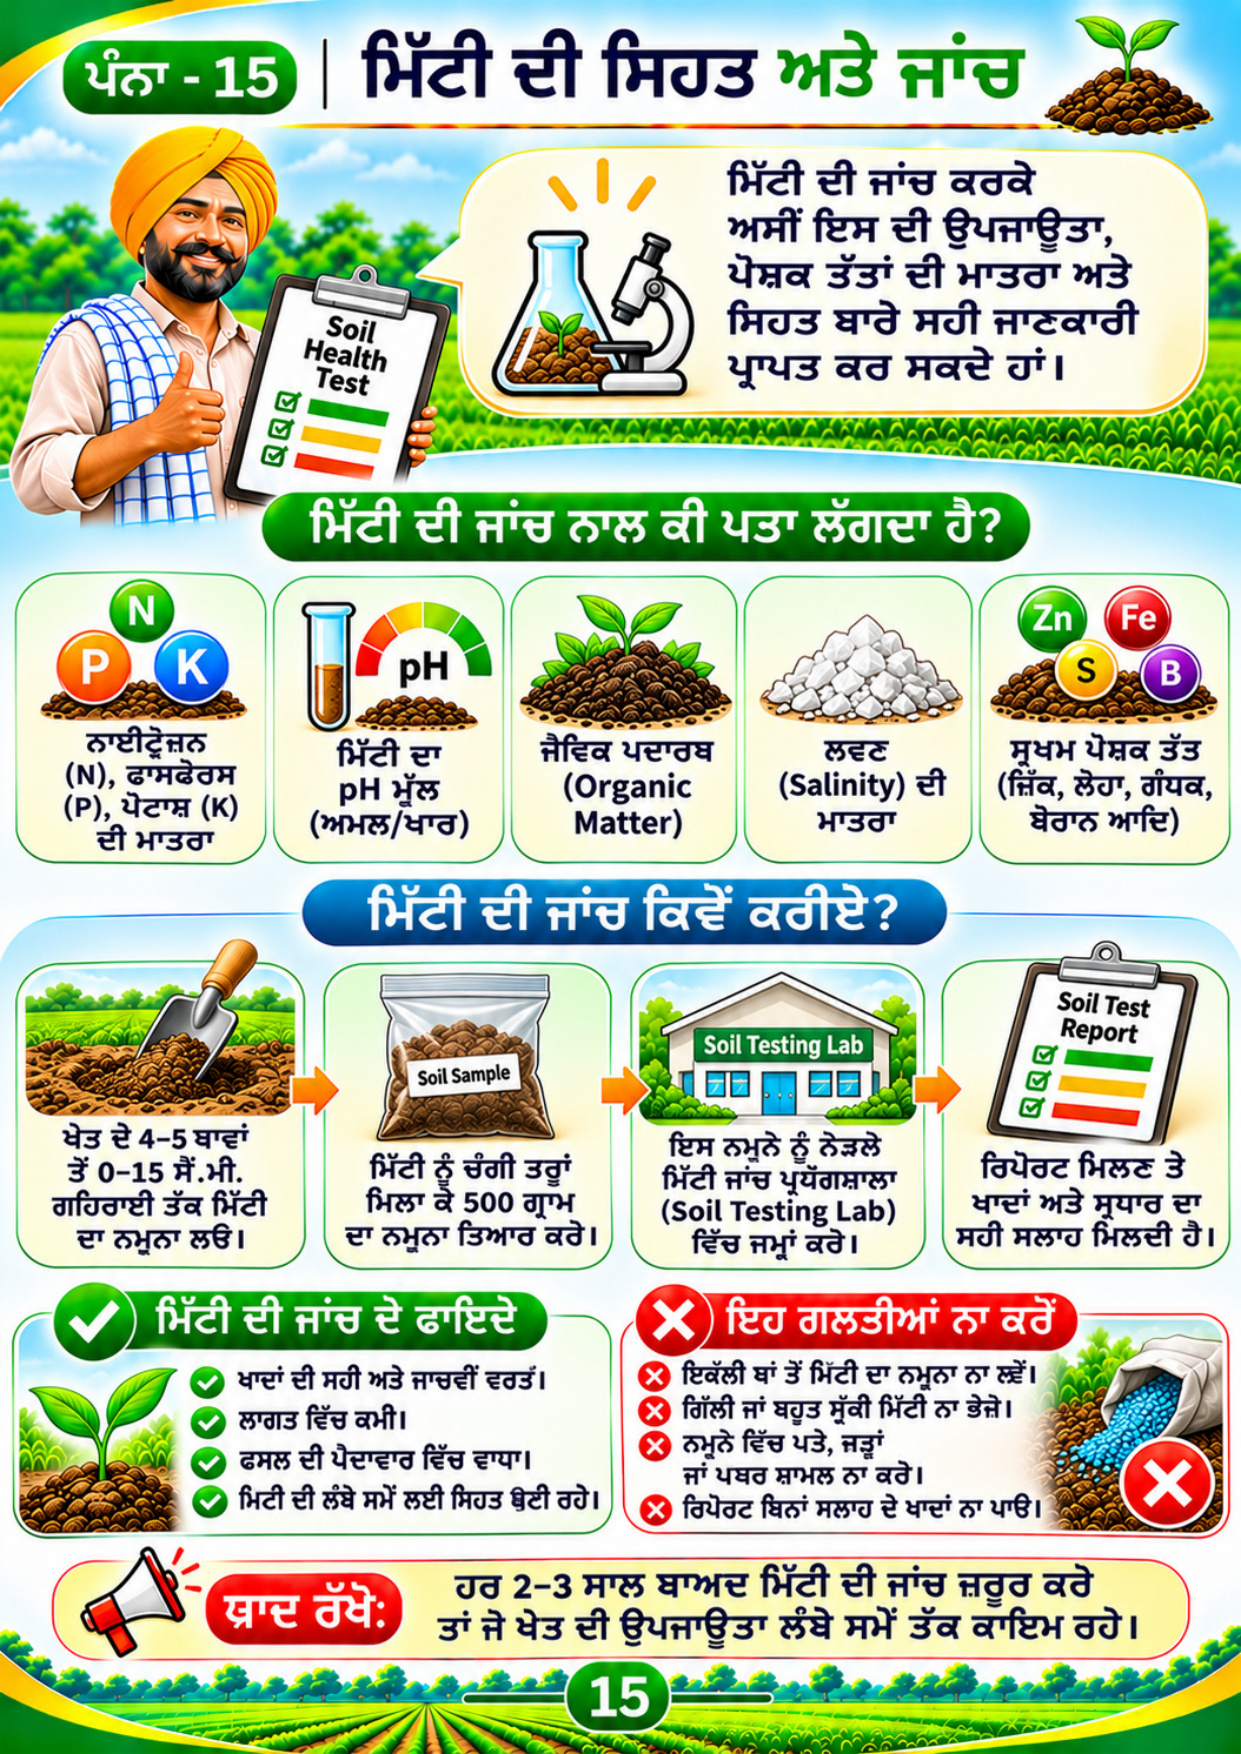 ਪੰਨਾ - 15
ਮਿੱਟੀ ਦੀ ਸਿਹਤ ਅਤੇ ਜਾਂਚ
Soil
Health
Test
ਮਿੱਟੀ ਦੀ ਜਾਂਚ ਕਰਕੇ
ਅਸੀਂ ਇਸ ਦੀ ਉਪਜਾਊਤਾ,
ਪੋਸ਼ਕ ਤੱਤਾਂ ਦੀ ਮਾਤਰਾ ਅਤੇ
ਸਿਹਤ ਬਾਰੇ ਸਹੀ ਜਾਣਕਾਰੀ
ਪ੍ਰਾਪਤ ਕਰ ਸਕਦੇ ਹਾਂ।
ਮਿੱਟੀ ਦੀ ਜਾਂਚ ਨਾਲ ਕੀ ਪਤਾ ਲੱਗਦਾ ਹੈ?
N
P K
ਨਾਈਟ੍ਰੋਜ਼ਨ
(N), ਫਾਸਫੋਰਸ
(P), ਪੋਟਾਸ਼ (K)
ਦੀ ਮਾਤਰਾ
pH
ਮਿੱਟੀ ਦਾ
pH ਮੁੱਲ
(ਅਮਲ/ਖਾਰ)
ਜੈਵਿਕ ਪਦਾਰਥ
(Organic
Matter)
ਲਵਣ
(Salinity) ਦੀ
ਮਾਤਰਾ
Zn Fe
S B
ਸੂਖਮ ਪੋਸ਼ਕ ਤੱਤ
(ਜ਼ਿੰਕ, ਲੋਹਾ, ਗੰਧਕ,
ਬੋਰਾਨ ਆਦਿ)
ਮਿੱਟੀ ਦੀ ਜਾਂਚ ਕਿਵੇਂ ਕਰੀਏ?
ਖੇਤ ਦੇ 4–5 ਬਾਵਾਂ
ਤੋਂ 0–15 ਸੈਂ.ਮੀ.
ਗਹਿਰਾਈ ਤੱਕ ਮਿੱਟੀ
ਦਾ ਨਮੂਨਾ ਲਓ।
Soil Sample
ਮਿੱਟੀ ਨੂੰ ਚੰਗੀ ਤਰ੍ਹਾਂ
ਮਿਲਾ ਕੇ 500 ਗ੍ਰਾਮ
ਦਾ ਨਮੂਨਾ ਤਿਆਰ ਕਰੋ।
Soil Testing Lab
ਇਸ ਨਮੂਨੇ ਨੂੰ ਨੇੜਲੇ
ਮਿੱਟੀ ਜਾਂਚ
(Soil Testing Lab)
ਵਿੱਚ ਜਮ੍ਹਾਂ ਕਰੋ।
Soil Test
Report
ਰਿਪੋਰਟ ਮਿਲਣ ਤੇ
ਖਾਦਾਂ ਅਤੇ ਸੁਧਾਰ ਦਾ
ਸਹੀ ਸਲਾਹ ਮਿਲਦੀ ਹੈ।
ਮਿੱਟੀ ਦੀ ਜਾਂਚ ਦੇ ਫਾਇਦੇ
ਖਾਦਾਂ ਦੀ ਸਹੀ ਅਤੇ ਜਾਚਵੀਂ ਵਰਤੋਂ।
ਲਾਗਤ ਵਿੱਚ ਕਮੀ।
ਫਸਲ ਦੀ ਪੈਦਾਵਾਰ ਵਿੱਚ ਵਾਧਾ।
ਮਿਟੀ ਦੀ ਲੰਬੇ ਸਮੇਂ ਲਈ ਸਿਹਤ ਰਹੇ।
ਇਹ ਗਲਤੀਆਂ ਨਾ ਕਰੋਂ
ਇਕੱਲੀ ਥਾਂ ਤੋਂ ਮਿੱਟੀ ਦਾ ਨਮੂਨਾ ਨਾ ਲਵੋਂ।
ਗਿੱਲੀ ਜਾਂ ਬਹੁਤ ਸੁੱਕੀ ਮਿੱਟੀ ਨਾ ਭੇਜ਼ੋ।
ਨਮੂਨੇ ਵਿੱਚ ਪਤੇ, ਜੜ੍ਹਾਂ
ਜਾਂ ਪਥਰ ਸ਼ਾਮਲ ਨਾ ਕਰੋ।
ਰਿਪੋਰਟ ਬਿਨਾਂ ਸਲਾਹ ਦੇ ਖਾਦਾਂ ਨਾ ਪਾਓ।
ਯਾਦ ਰੱਖੋ:
ਹਰ 2–3 ਸਾਲ ਬਾਅਦ ਮਿੱਟੀ ਦੀ ਜਾਂਚ ਜ਼ਰੂਰ ਕਰੋ
ਤਾਂ ਜੋ ਖੇਤ ਦੀ ਉਪਜਾਊਤਾ ਲੰਬੇ ਸਮੇਂ ਤੱਕ ਕਾਇਮ ਰਹੇ।
15